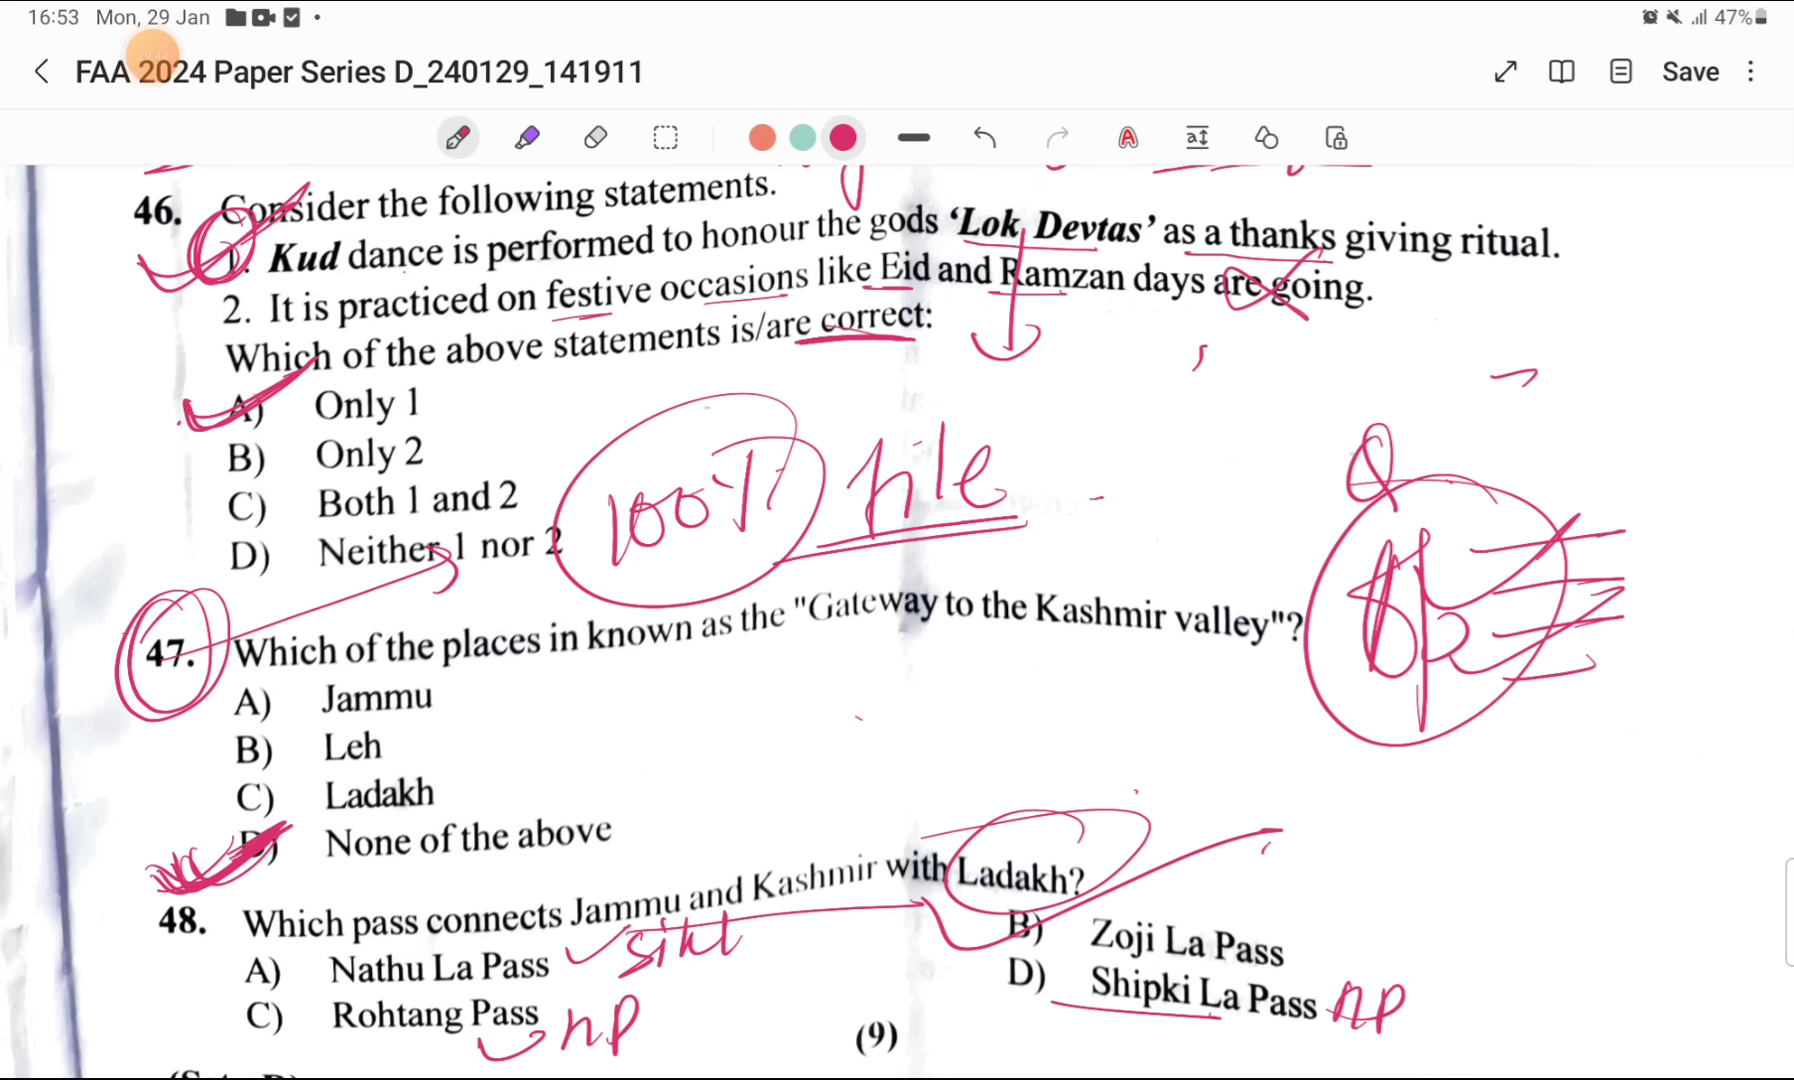 16:53 Mon, 29 Jan 47%
FAA 2024 Paper Series D_240129_141911 Save
46. Consider the following statements.
1. Kud dance is performed to honour the gods ‘Lok Devtas’ as a thanks giving ritual.
2. It is practiced on festive occasions like Eid and Ramzan days are going.
Which of the above statements is/are correct:
A) Only 1
B) Only 2
C) Both 1 and 2
D) Neither 1 nor 2
100%
47. Which of the places in known as the "Gateway to the Kashmir valley"?
A) Jammu
B) Leh
C) Ladakh
D) None of the above
48. Which pass connects Jammu and Kashmir with Ladakh?
A) Nathu La Pass B) Zoji La Pass
C) Rohtang Pass D) Shipki La Pass
(9)